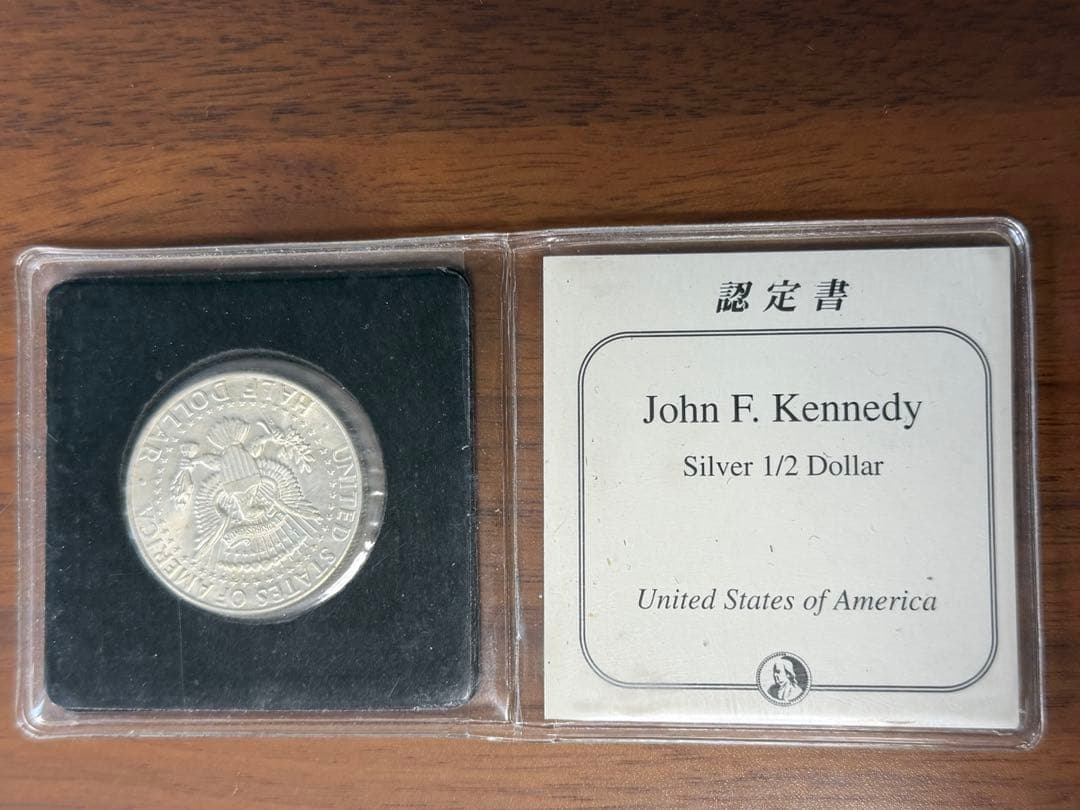 UNITED STATES OF AMERICA
HALF DOLLAR
認定書
John F. Kennedy
Silver 1/2 Dollar
United States of America